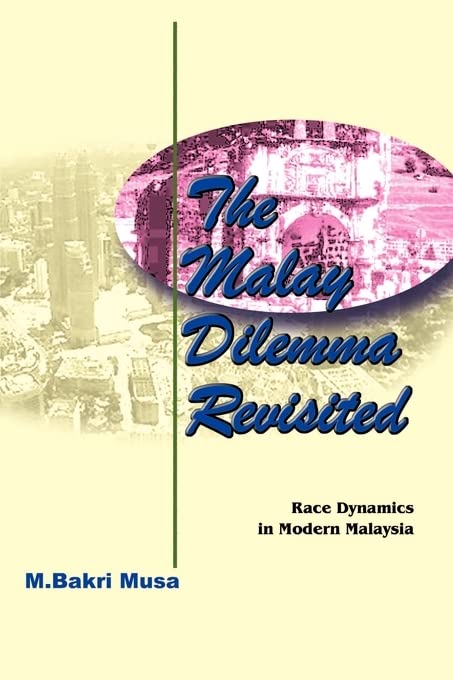 The
Malay
Dilemma
Revisited
Race Dynamics
in Modern Malaysia
M.Bakri Musa